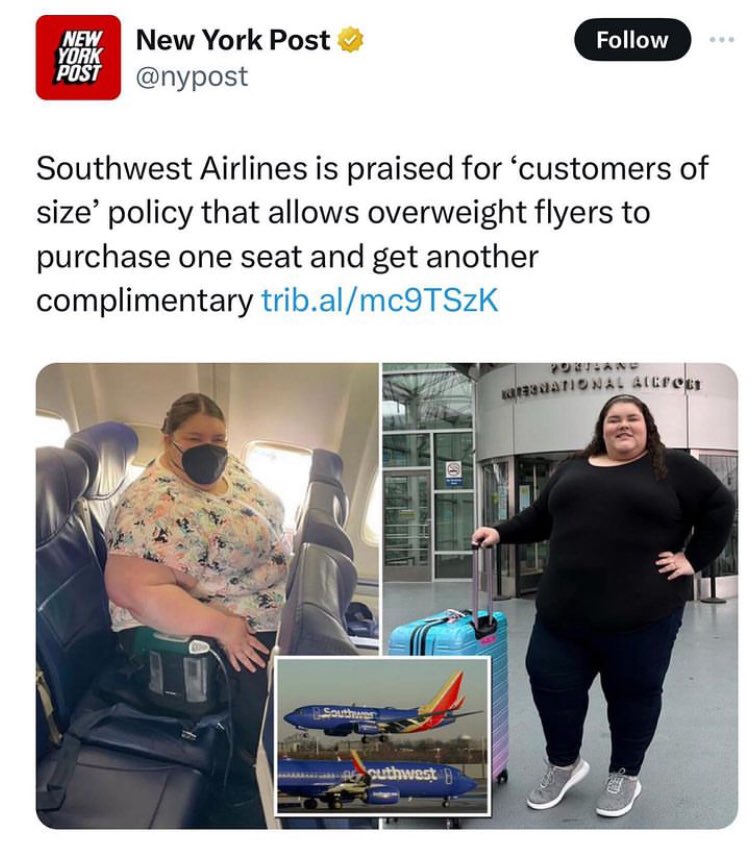 NEW
YORK
POST
New York Post
@nypost
Follow
Southwest Airlines is praised for ‘customers of
size’ policy that allows overweight flyers to
purchase one seat and get another
complimentary trib.al/mc9TSzK
PORTLAND
INTERNATIONAL AIRPORT
Southwest
outhwest